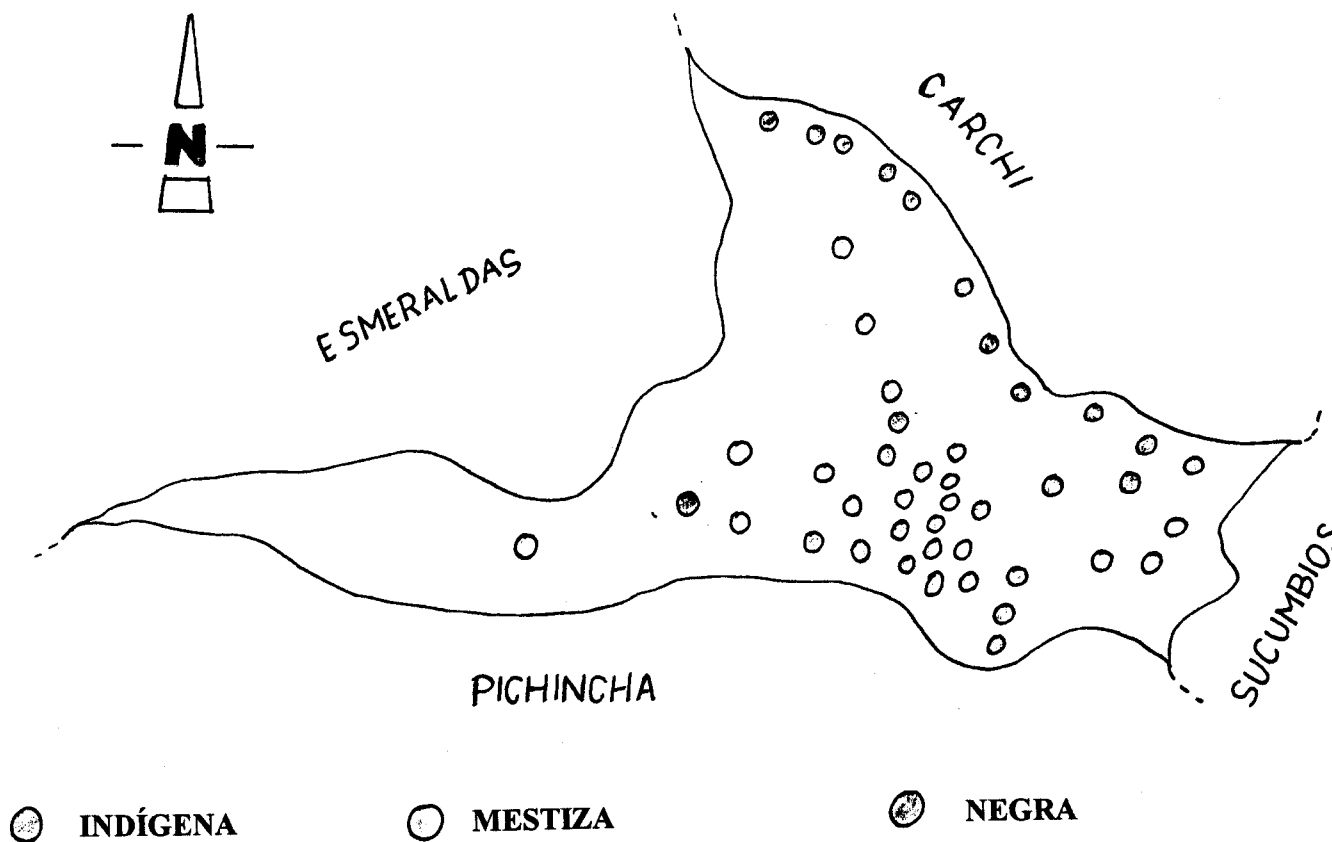 N
CARCHI
ESMERALDAS
SUCUMBIOS
PICHINCHA
INDÍGENA
MESTIZA
NEGRA